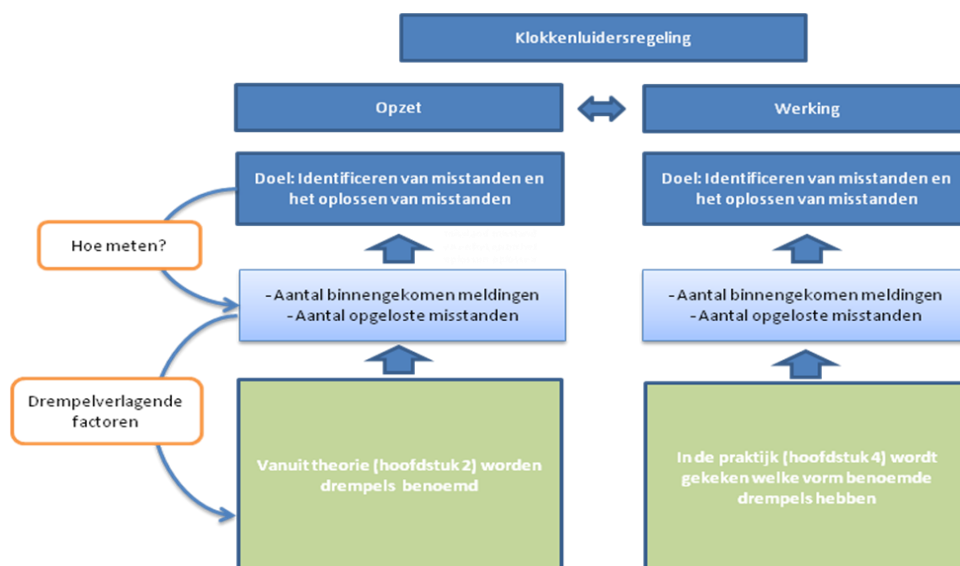 Klokkenluidersregeling
Opzet
Werking
Doel: Identificeren van misstanden en
het oplossen van misstanden
Doel: Identificeren van misstanden en
het oplossen van misstanden
Hoe meten?
-Aantal binnengekomen meldingen
-Aantal opgeloste misstanden
-Aantal binnengekomen meldingen
-Aantal opgeloste misstanden
Drempelverlagende
factoren
Vanuit theorie (hoofdstuk 2) worden
drempels benoemd
In de praktijk (hoofdstuk 4) wordt
gekeken welke vorm benoemde
drempels hebben